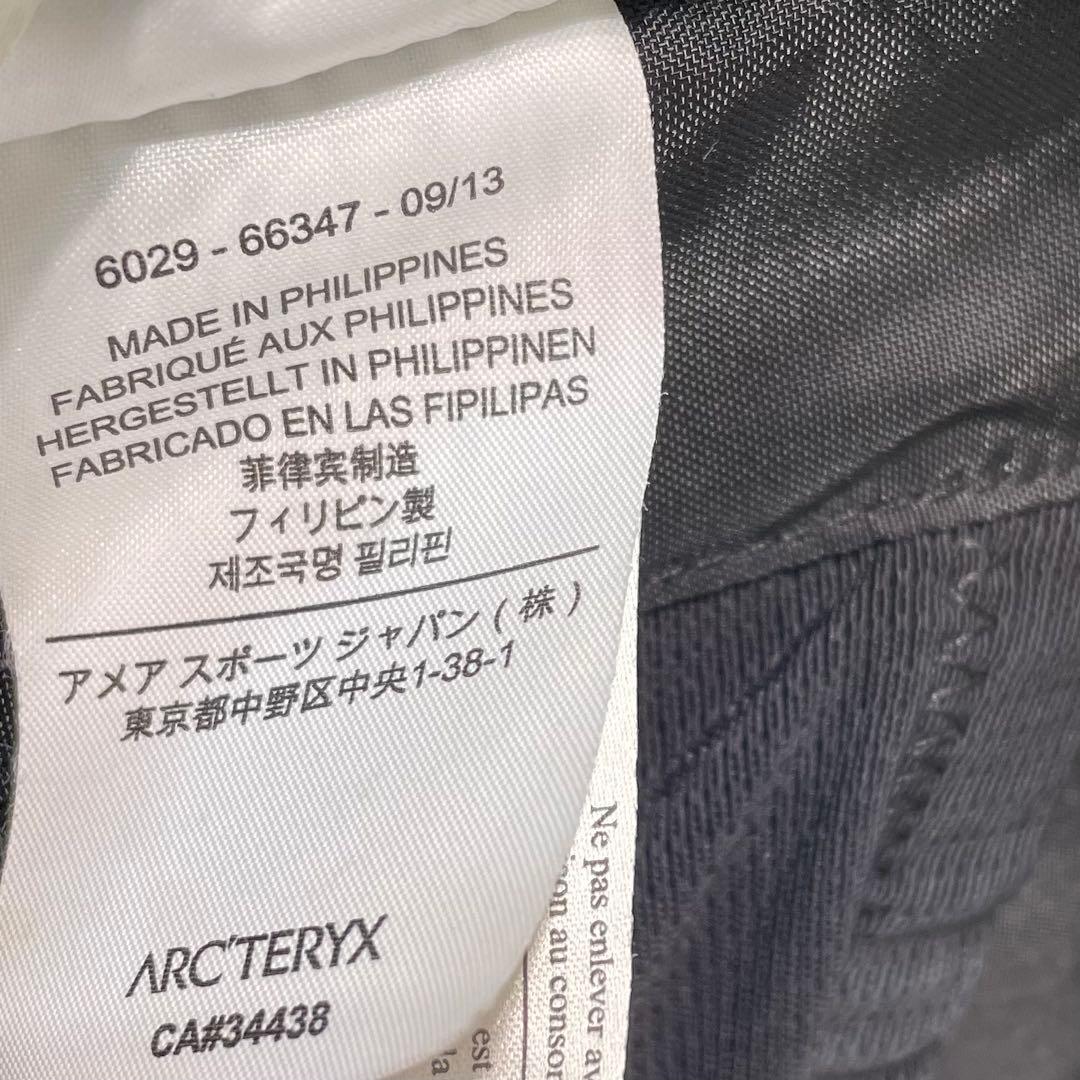 6029 - 66347 - 09/13
MADE IN PHILIPPINES
FABRIQUÉ AUX PHILIPPINES
HERGESTELLT IN PHILIPPINEN
FABRICADO EN LAS FIPILIPAS
菲律宾制造
フィリピン製
제조국명 필리핀
アメア スポーツ ジャパン ( 株 )
東京都中野区中央1-38-1
ARC'TERYX
CA#34438
Ne pas enlever
au
est
la